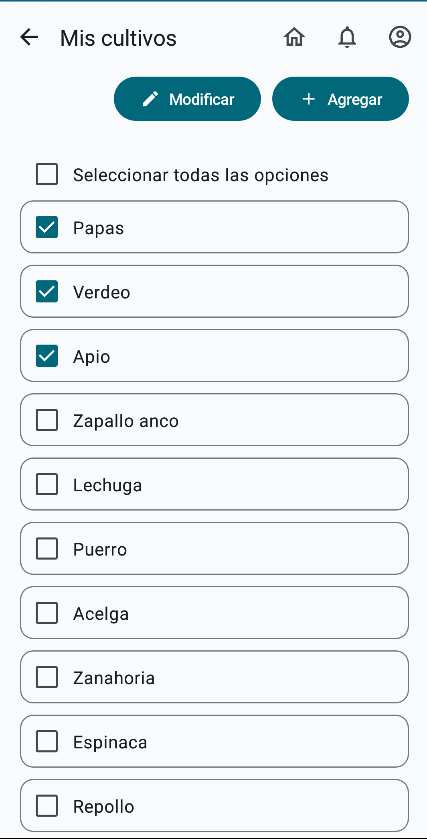 Mis cultivos
Modificar
Agregar
Seleccionar todas las opciones
Papas
Verdeo
Apio
Zapallo anco
Lechuga
Puerro
Acelga
Zanahoria
Espinaca
Repollo